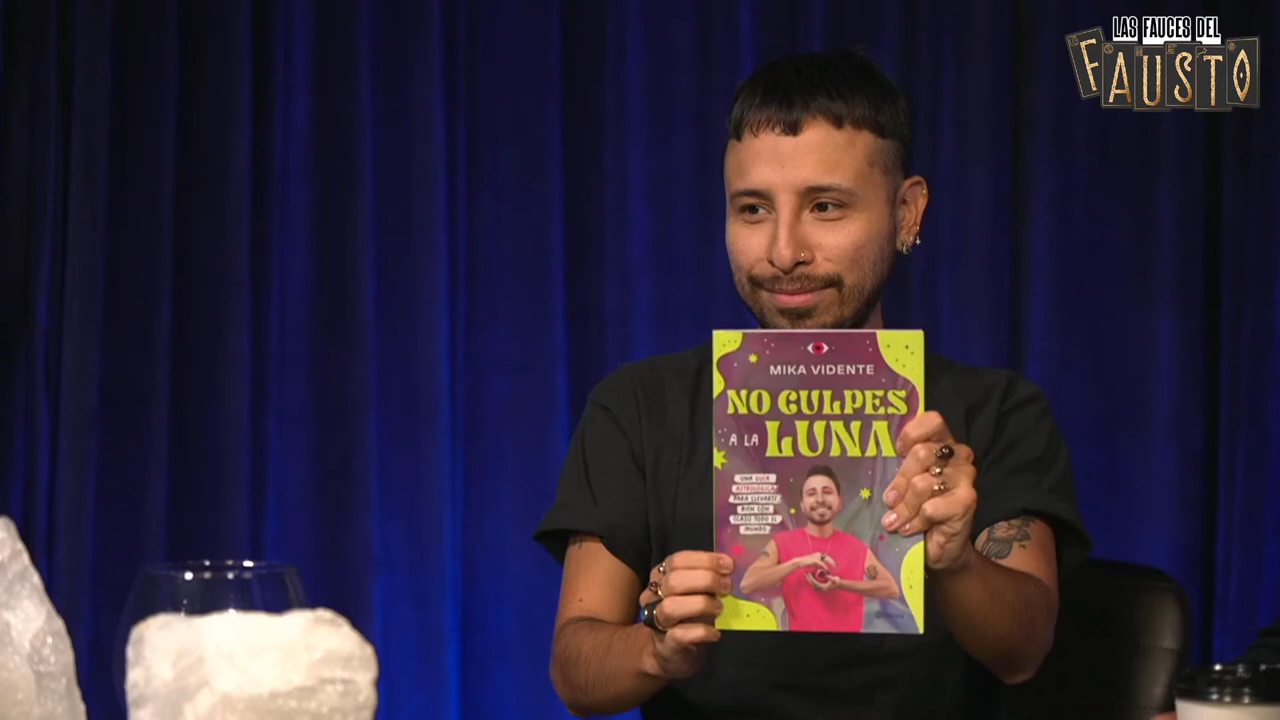 LAS FAUCES DEL
FAUSTO
MIKA VIDENTE
NO CULPES
A LA LUNA
UNA GUÍA
ASTROLÓGICA
PARA LLEVARTE
BIEN CON
(CASI) TODO EL
MUNDO